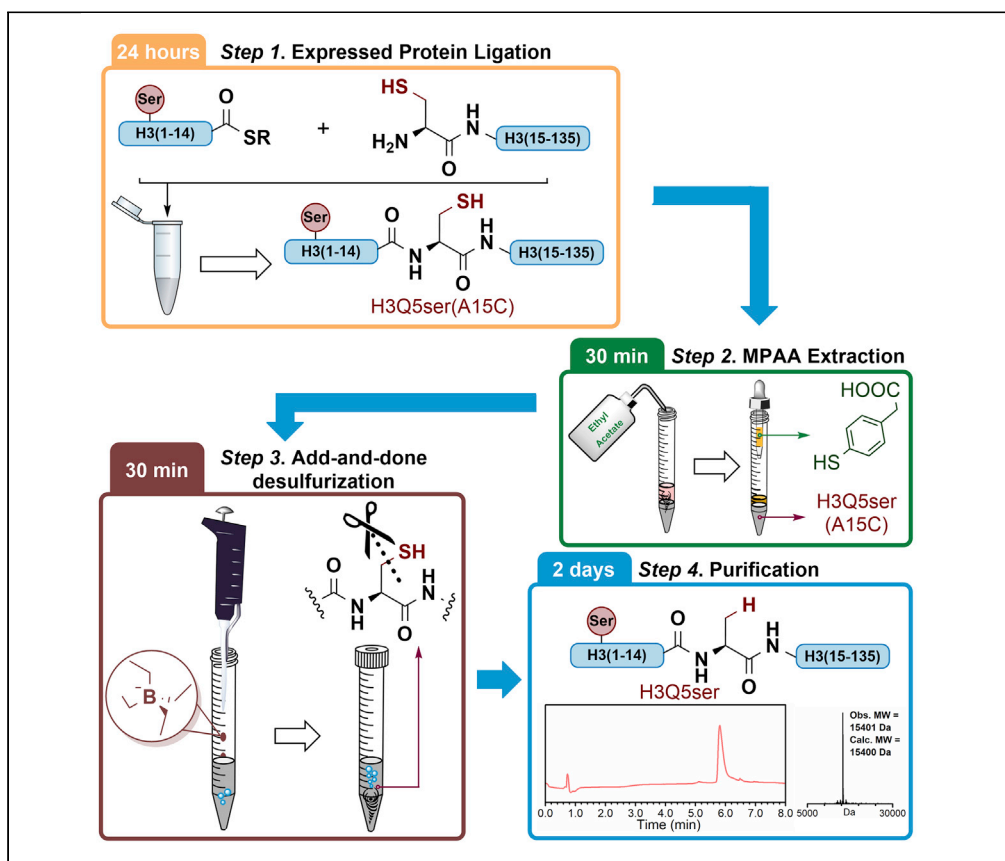 24 hours
Step 1. Expressed Protein Ligation
Ser
H3(1-14)
O
SR
+
HS
H2N
O
NH
H3(15-135)
Ser
H3(1-14)
O
N
H
SH
O
NH
H3(15-135)
H3Q5ser(A15C)
30 min
Step 2. MPAA Extraction
Ethyl
Acetate
HOOC
HS
H3Q5ser
(A15C)
30 min
Step 3. Add-and-done
desulfurization
B
−
O
N
H
SH
O
H
N
2 days
Step 4. Purification
Ser
H3(1-14)
O
N
H
H
O
H
N
H3(15-135)
H3Q5ser
0.0 1.0 2.0 3.0 4.0 5.0 6.0 7.0 8.0
Time (min)
Obs. MW =
15401 Da
Calc. MW =
15400 Da
5000 Da 30000